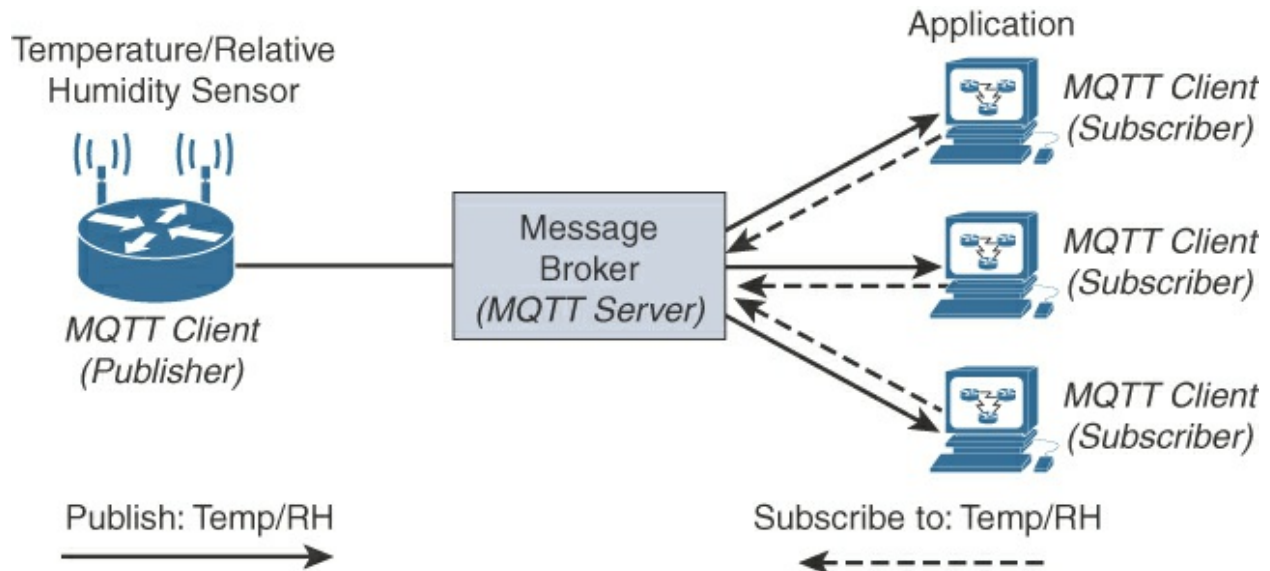 Temperature/Relative
Humidity Sensor
MQTT Client
(Publisher)
Message
Broker
(MQTT Server)
Application
MQTT Client
(Subscriber)
MQTT Client
(Subscriber)
MQTT Client
(Subscriber)
Publish: Temp/RH
Subscribe to: Temp/RH